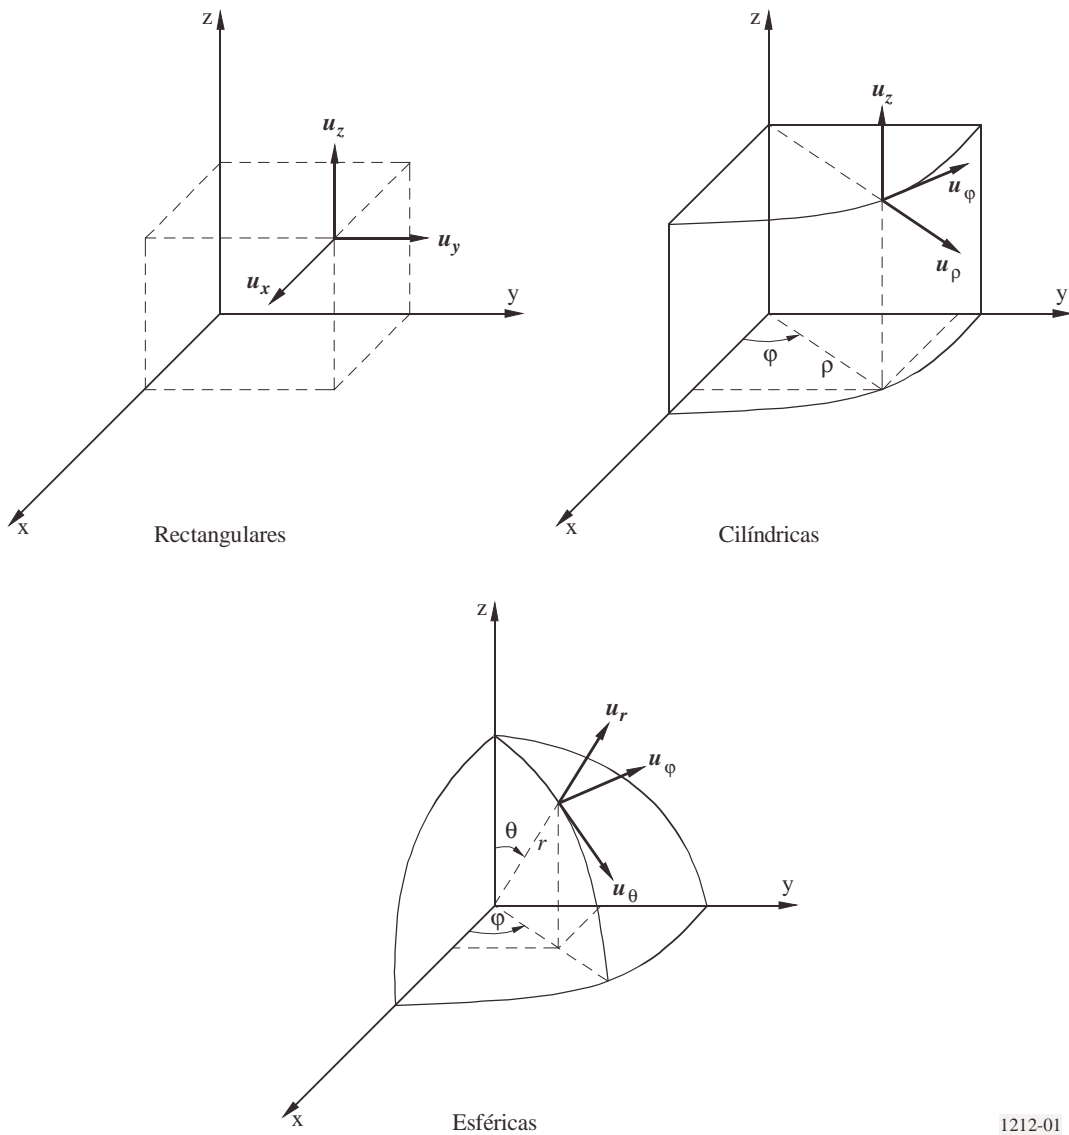 z
u_z
u_y
u_x
y
x
Rectangulares
z
u_z
u_φ
u_ρ
y
φ
ρ
x
Cilíndricas
z
u_r
u_φ
θ
r
u_θ
y
φ
x
Esféricas
1212-01